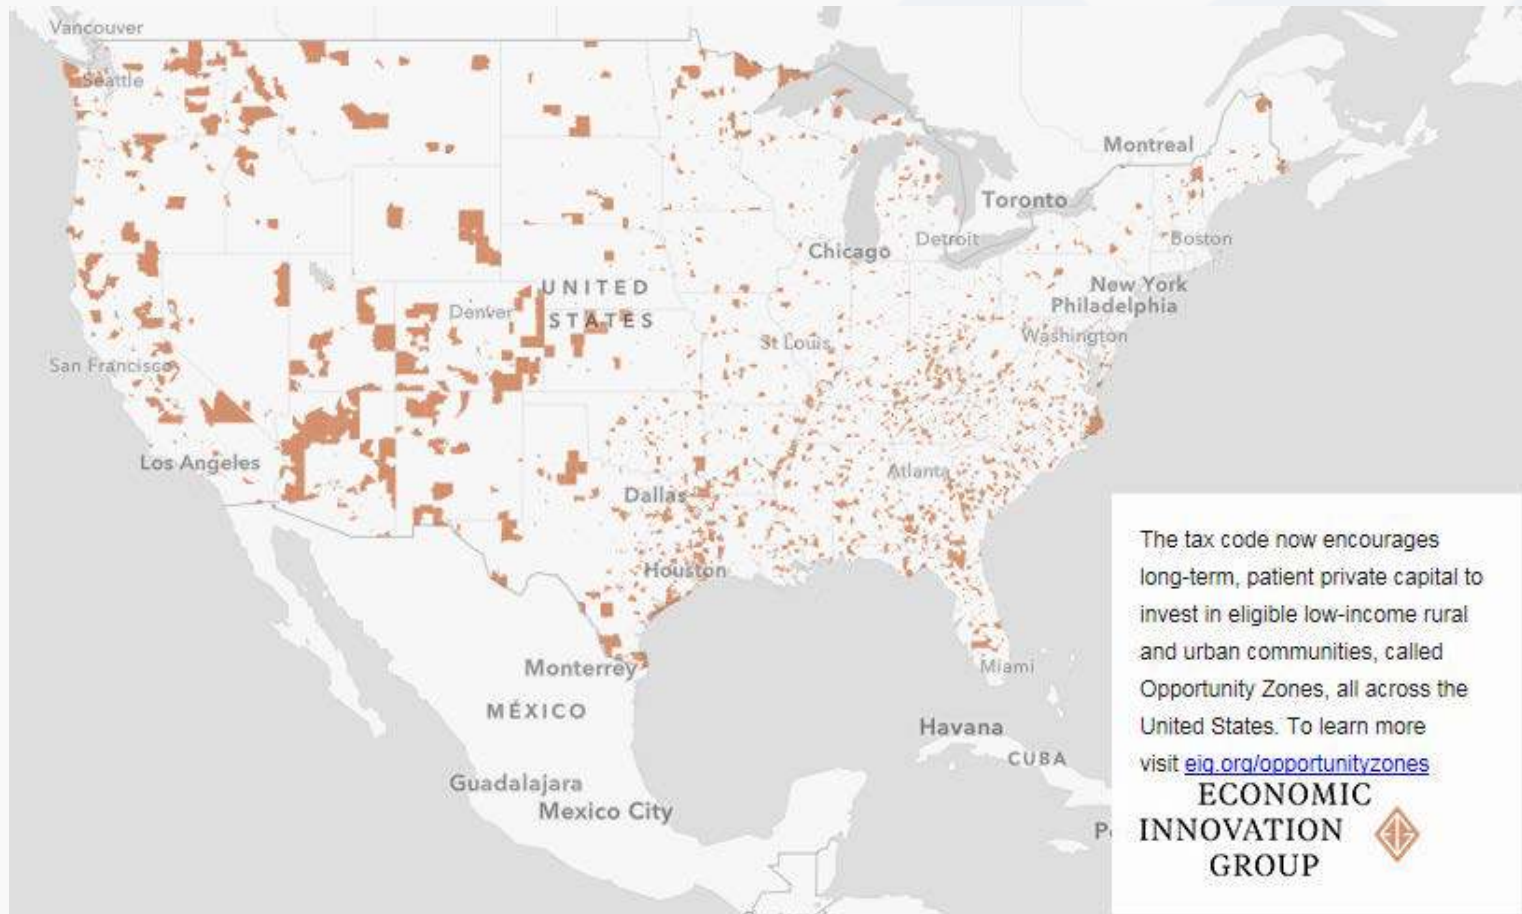 Vancouver
Seattle
Montreal
Toronto
Chicago
Detroit
Boston
New York
Philadelphia
UNITED
STATES
Denver
St Louis
Washington
San Francisco
Los Angeles
Atlanta
Dallas
Houston
Monterrey
Miami
MÉXICO
Havana
CUBA
Guadalajara
Mexico City
The tax code now encourages
long-term, patient private capital to
invest in eligible low-income rural
and urban communities, called
Opportunity Zones, all across the
United States. To learn more
visit eig.org/opportunityzones
ECONOMIC
INNOVATION
GROUP